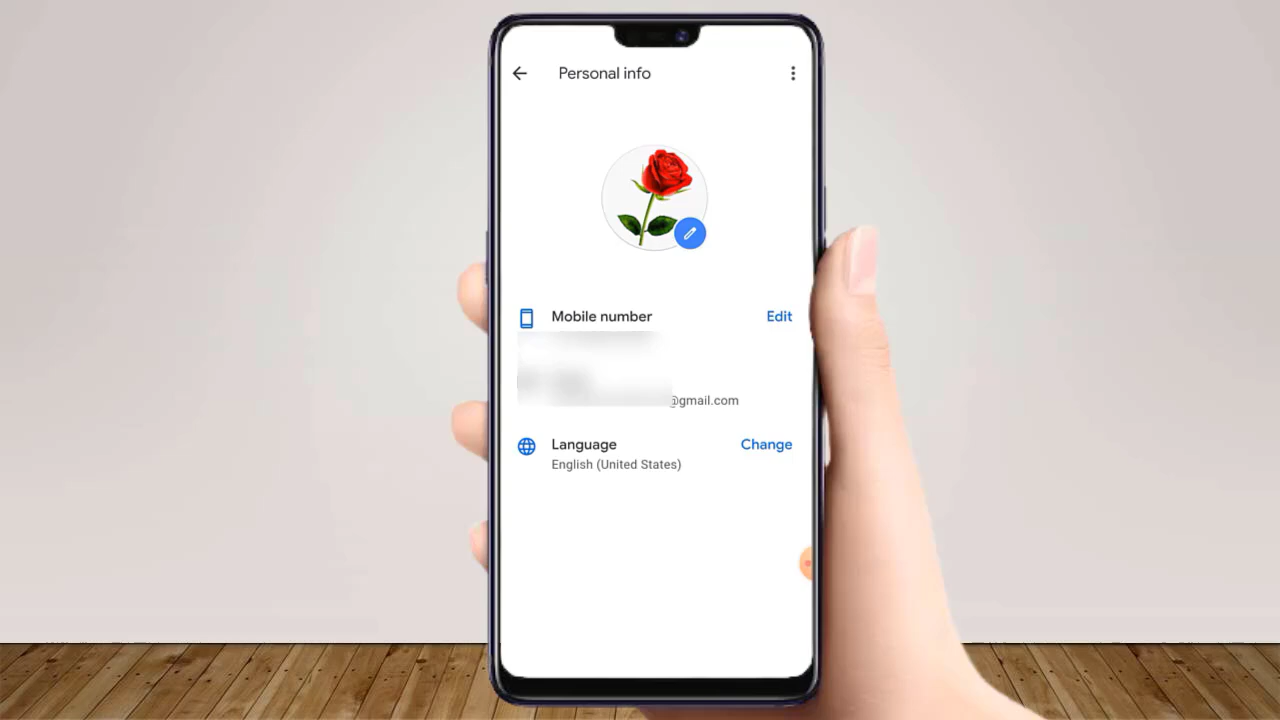 Personal info
Mobile number
Edit
@gmail.com
Language
Change
English (United States)